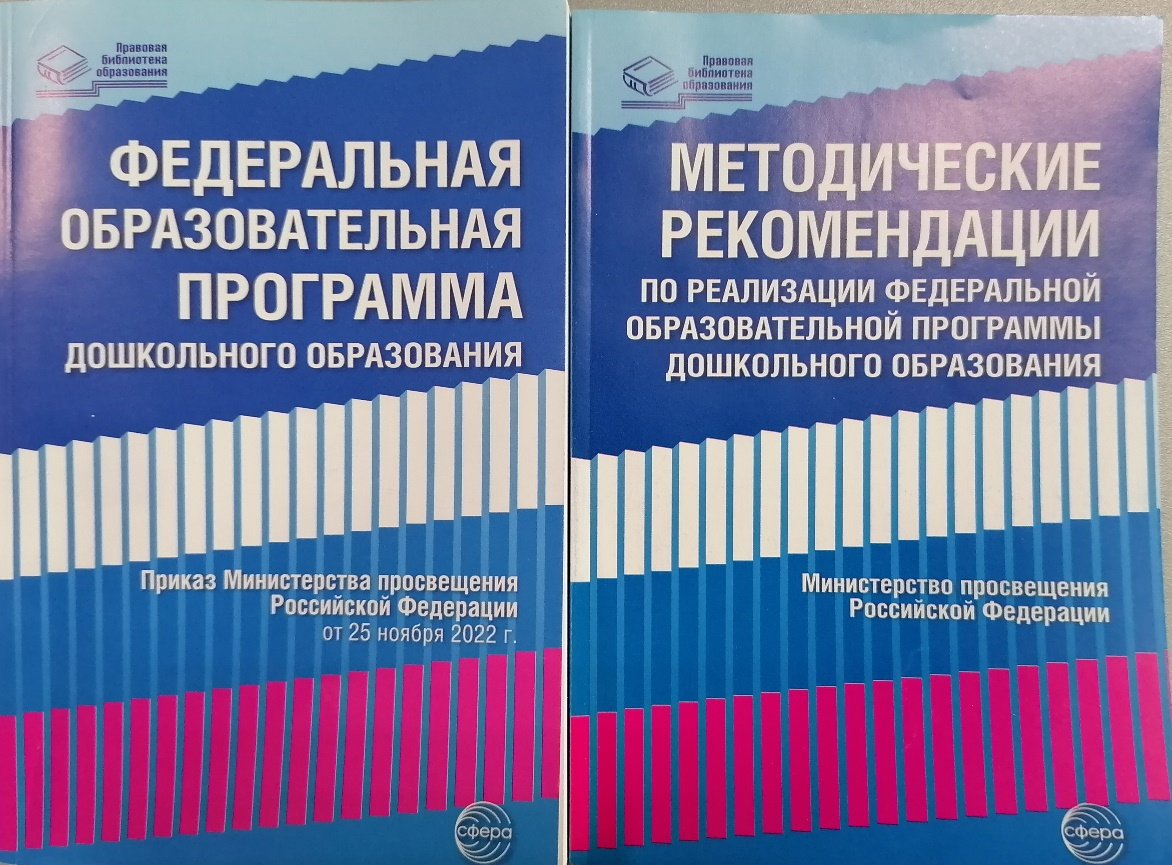 Правовая
библиотека
образования
ФЕДЕРАЛЬНАЯ
ОБРАЗОВАТЕЛЬНАЯ
ПРОГРАММА
ДОШКОЛЬНОГО ОБРАЗОВАНИЯ
Приказ Министерства просвещения
Российской Федерации
от 25 ноября 2022 г.
сфера
Правовая
библиотека
образования
МЕТОДИЧЕСКИЕ
РЕКОМЕНДАЦИИ
ПО РЕАЛИЗАЦИИ ФЕДЕРАЛЬНОЙ
ОБРАЗОВАТЕЛЬНОЙ ПРОГРАММЫ
ДОШКОЛЬНОГО ОБРАЗОВАНИЯ
Министерство просвещения
Российской Федерации
сфера